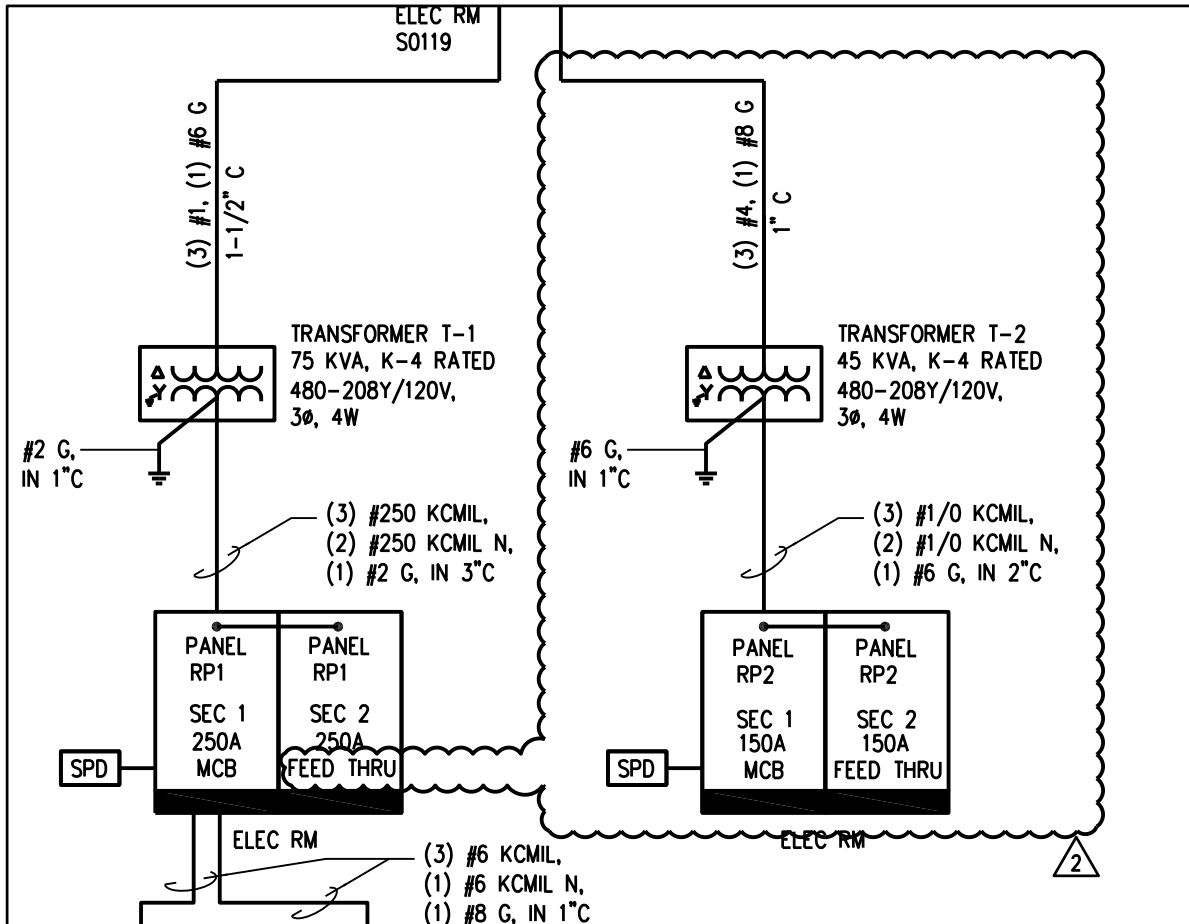 ELEC RM
S0119
(3) #1, (1) #6 G
1-1/2" C
(3) #4, (1) #8 G
1" C
TRANSFORMER T-1
75 KVA, K-4 RATED
480-208Y/120V,
3ø, 4W
Δ
Y
#2 G,
IN 1"C
TRANSFORMER T-2
45 KVA, K-4 RATED
480-208Y/120V,
3ø, 4W
Δ
Y
#6 G,
IN 1"C
(3) #250 KCMIL,
(2) #250 KCMIL N,
(1) #2 G, IN 3"C
(3) #1/0 KCMIL,
(2) #1/0 KCMIL N,
(1) #6 G, IN 2"C
PANEL
RP1
SEC 1
250A
MCB
PANEL
RP1
SEC 2
250A
FEED THRU
SPD
PANEL
RP2
SEC 1
150A
MCB
PANEL
RP2
SEC 2
150A
FEED THRU
SPD
ELEC RM
ELEC RM
2
(3) #6 KCMIL,
(1) #6 KCMIL N,
(1) #8 G, IN 1"C